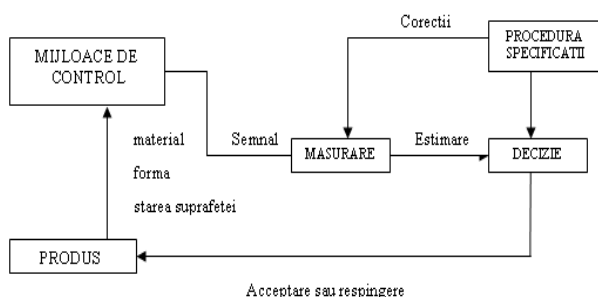 Corectii
PROCEDURA
SPECIFICATII
MIJLOACE DE
CONTROL
material
Semnal
MASURARE
Estimare
DECIZIE
forma
starea suprafetei
PRODUS
Acceptare sau respingere